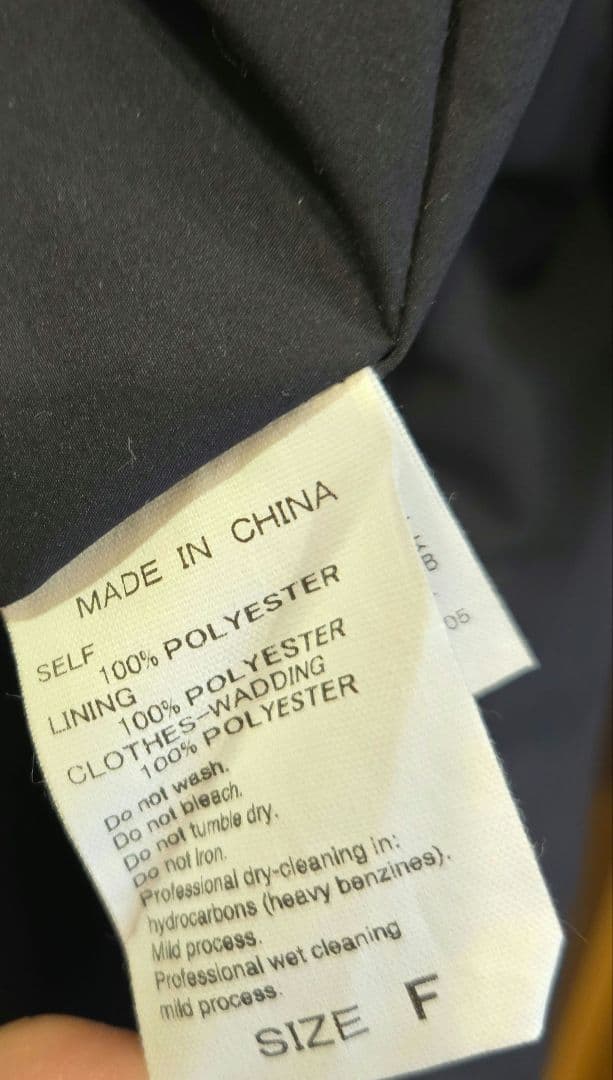 MADE IN CHINA
SELF
100% POLYESTER
LINING
100% POLYESTER
CLOTHES-WADDING
100% POLYESTER
Do not wash.
Do not bleach.
Do not tumble dry.
Do not Iron.
Professional dry-cleaning in:
hydrocarbons (heavy benzines).
Mild process.
Professional wet cleaning
mild process.
SIZE F
B
05